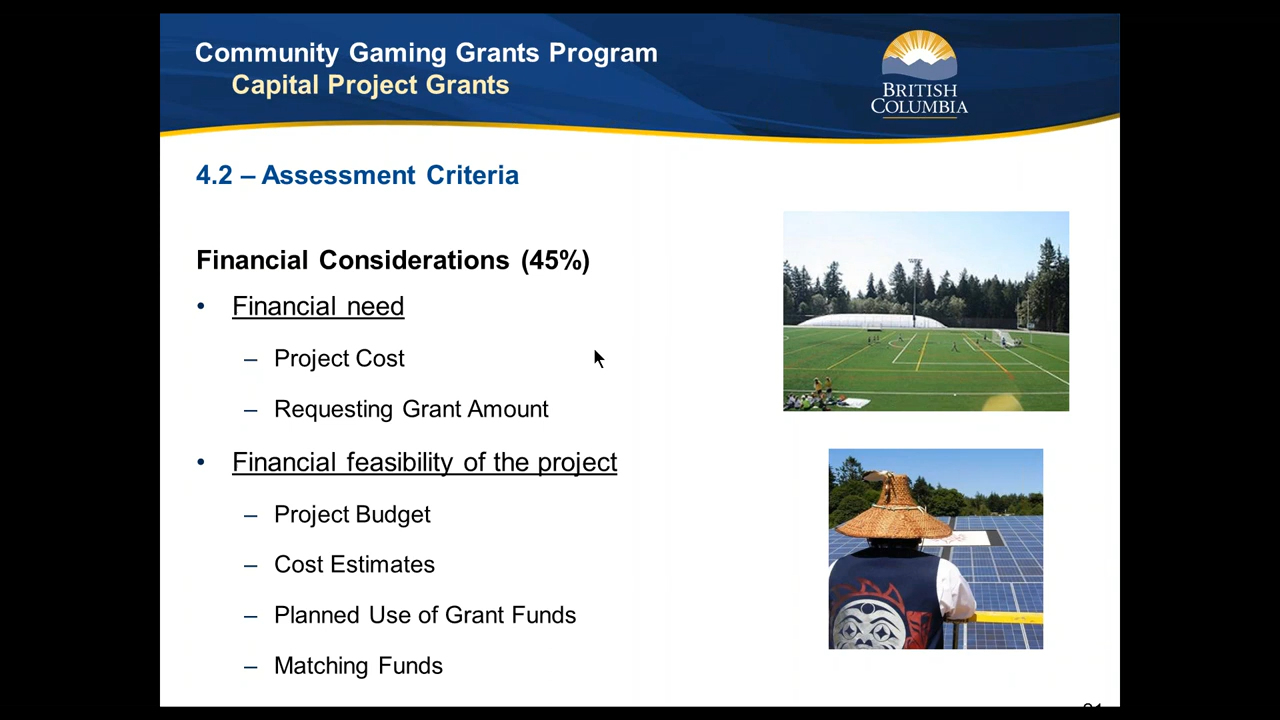 Community Gaming Grants Program
Capital Project Grants
BRITISH
COLUMBIA
4.2 – Assessment Criteria
Financial Considerations (45%)
• Financial need
– Project Cost
– Requesting Grant Amount
• Financial feasibility of the project
– Project Budget
– Cost Estimates
– Planned Use of Grant Funds
– Matching Funds